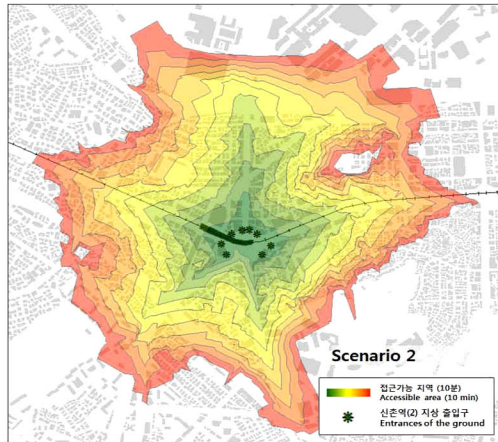 Scenario 2
접근가능 지역 (10분)
Accessible area (10 min)
신촌역(2) 지상 출입구
Entrances of the ground